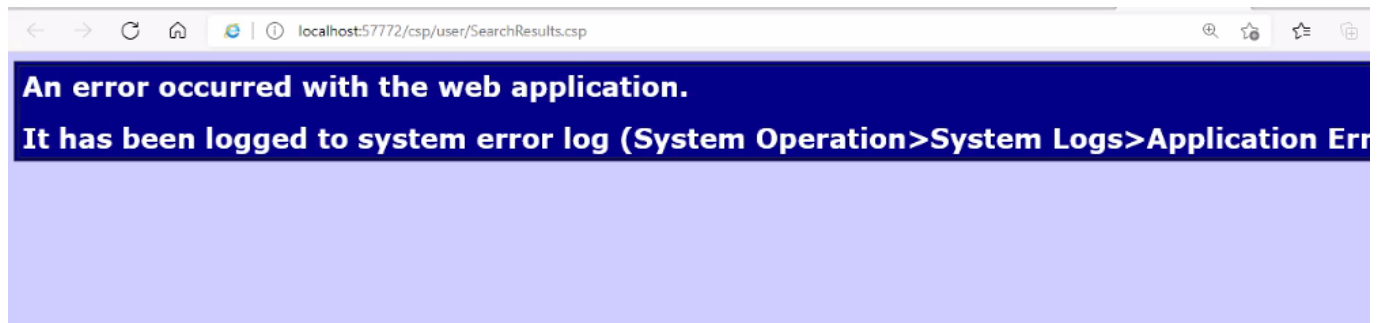 localhost:57772/csp/user/SearchResults.csp
An error occurred with the web application.
It has been logged to system error log (System Operation>System Logs>Application Err